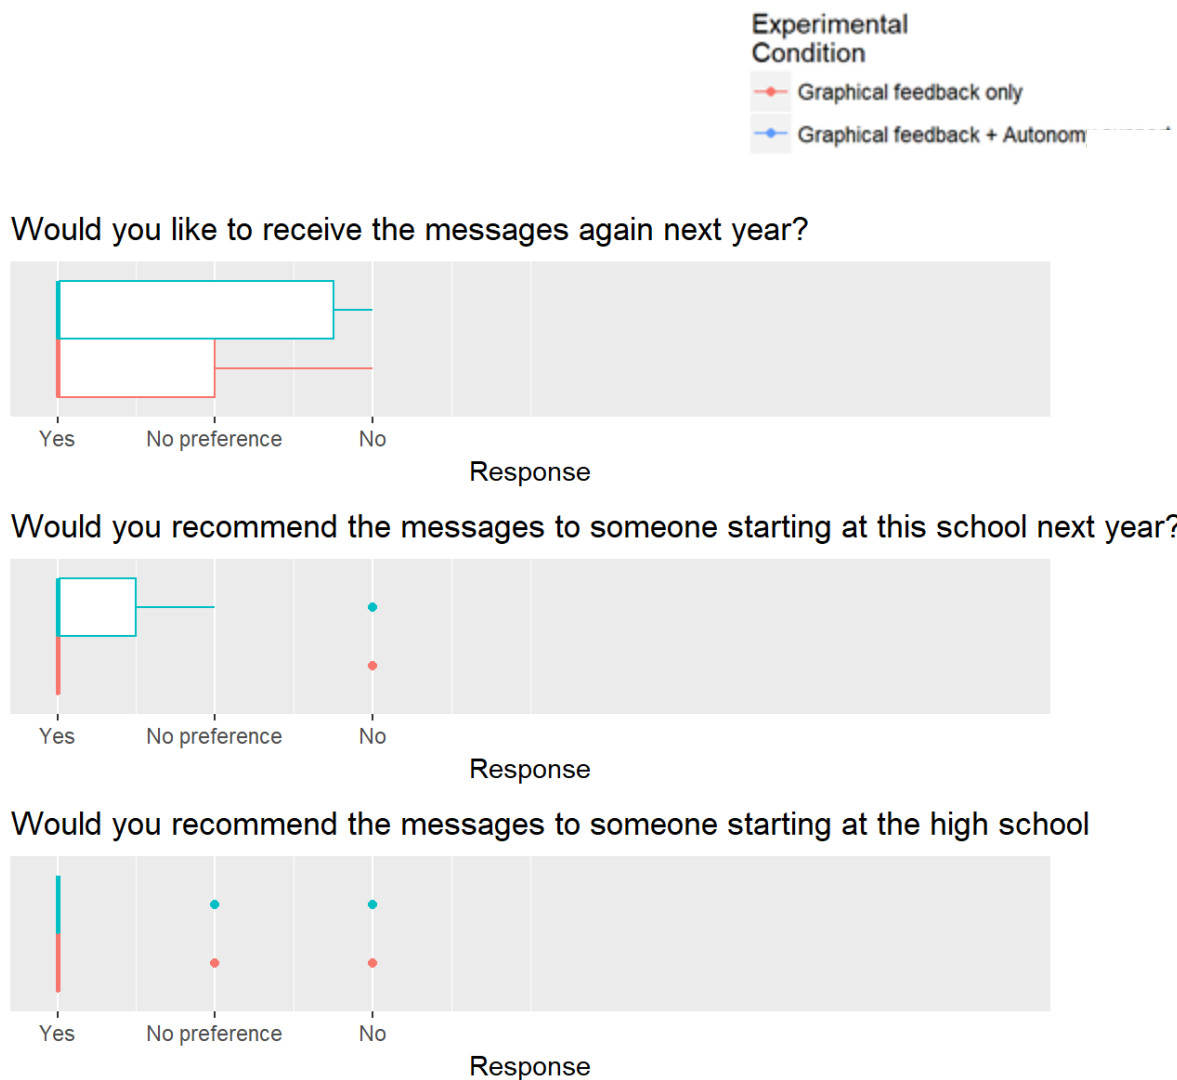 Experimental
Condition
Graphical feedback only
Graphical feedback + Autonomy
Would you like to receive the messages again next year?
Yes No preference No
Response
Would you recommend the messages to someone starting at this school next year?
Yes No preference No
Response
Would you recommend the messages to someone starting at the high school
Yes No preference No
Response